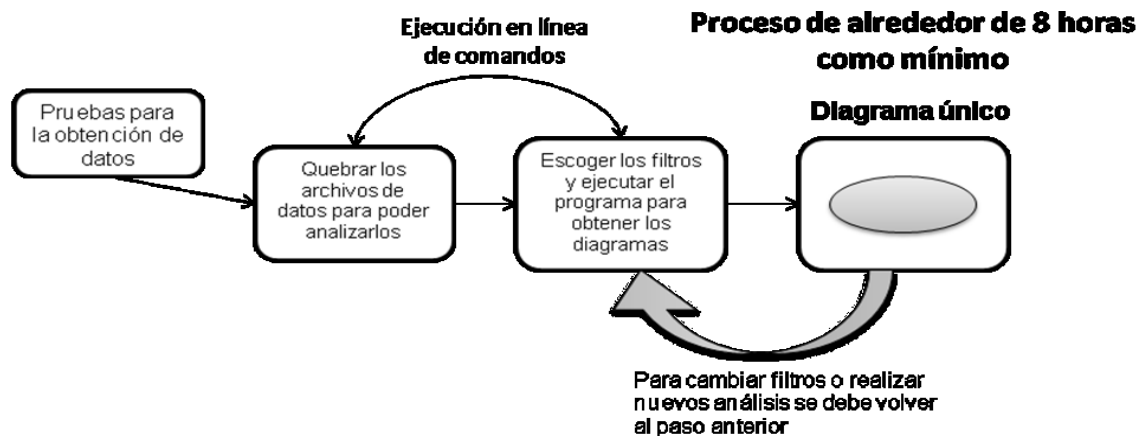 Ejecución en línea
de comandos
Proceso de alrededor de 8 horas
como mínimo
Diagrama único
Pruebas para
la obtención de
datos
Quebrar los
archivos de
datos para poder
analizarlos
Escoger los filtros
y ejecutar el
programa para
obtener los
diagramas
Para cambiar filtros o realizar
nuevos análisis se debe volver
al paso anterior